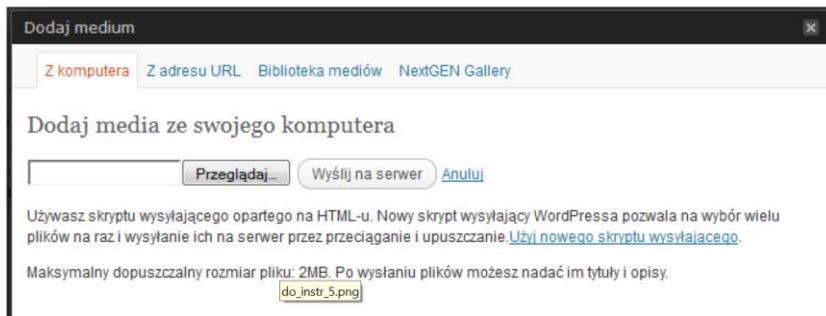 Dodaj medium
Z komputera Z adresu URL Biblioteka mediów NextGEN Gallery
Dodaj media ze swojego komputera
Przeglądaj... Wyślij na serwer Anuluj
Używasz skryptu wysyłającego opartego na HTML-u. Nowy skrypt wysyłający WordPressa pozwala na wybór wielu
plików na raz i wysyłanie ich na serwer przez przeciąganie i upuszczanie.Użyj nowego skryptu wysyłającego.
Maksymalny dopuszczalny rozmiar pliku: 2MB. Po wysłaniu plików możesz nadać im tytuły i opisy.
do_instr_5.png